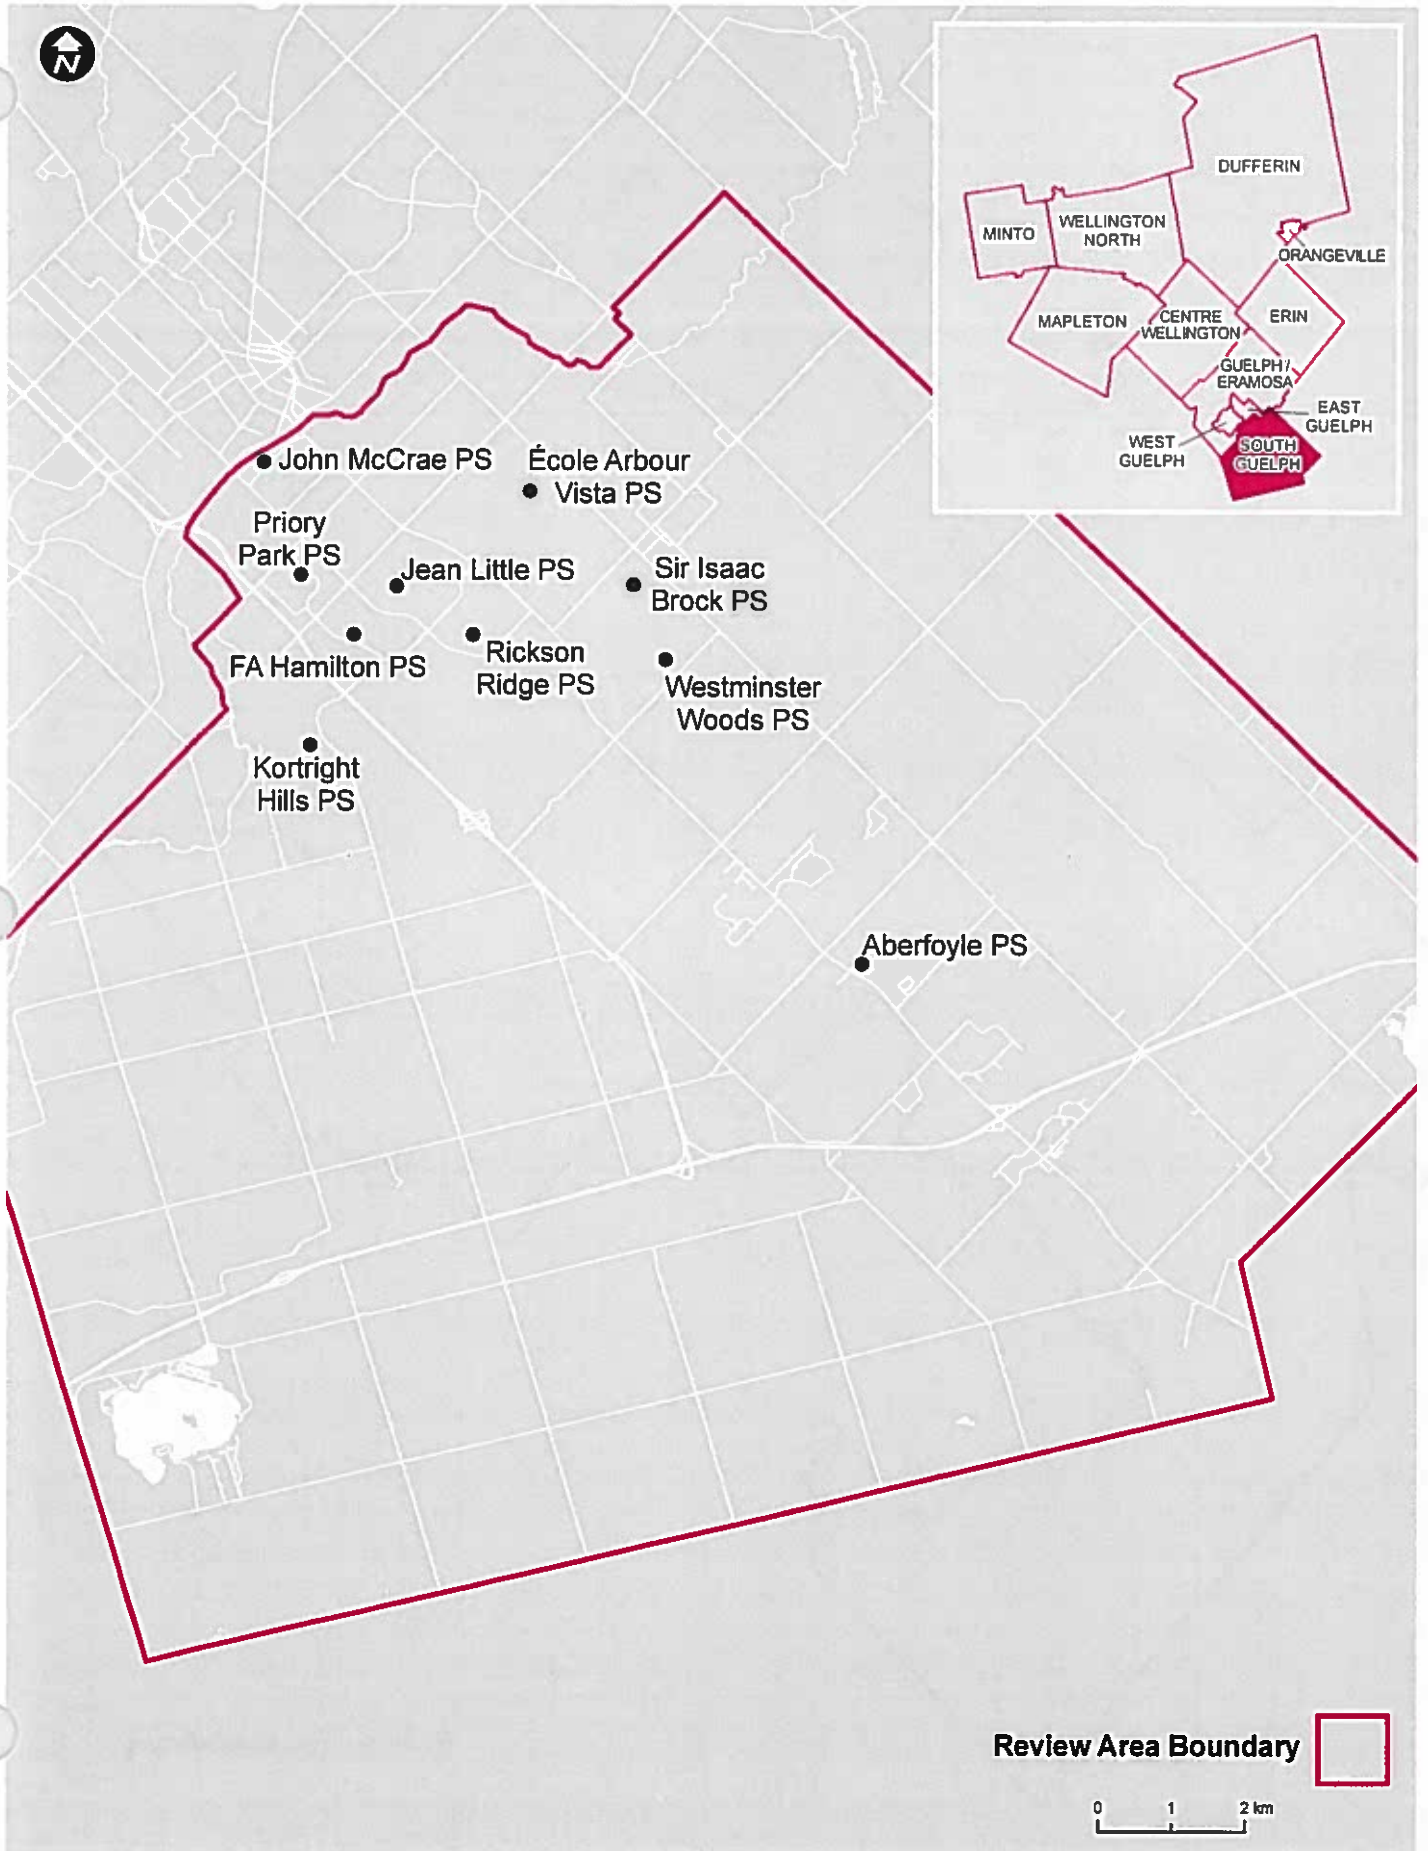 N
DUFFERIN
MINTO
WELLINGTON
NORTH
ORANGEVILLE
MAPLETON
CENTRE
WELLINGTON
ERIN
GUELPH /
ERAMOSA
EAST
GUELPH
WEST
GUELPH
SOUTH
GUELPH
John McCrae PS
École Arbour
Vista PS
Priory
Park PS
Jean Little PS
Sir Isaac
Brock PS
FA Hamilton PS
Rickson
Ridge PS
Westminster
Woods PS
Kortright
Hills PS
Aberfoyle PS
Review Area Boundary
0 1 2 km